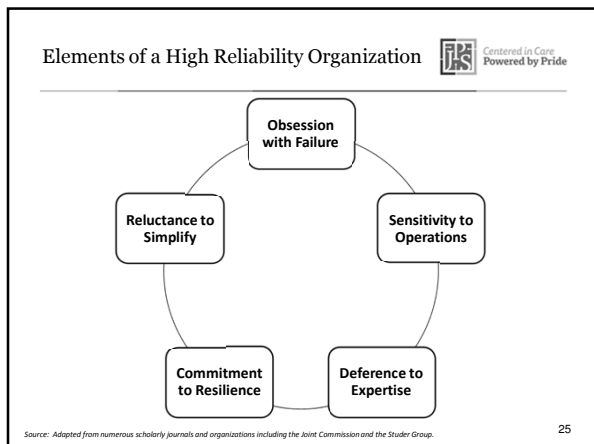 Elements of a High Reliability Organization
Centered in Care
Powered by Pride
Obsession
with Failure
Sensitivity to
Operations
Deference to
Expertise
Commitment
to Resilience
Reluctance to
Simplify
Source: Adapted from numerous scholarly journals and organizations including the Joint Commission and the Studer Group.
25